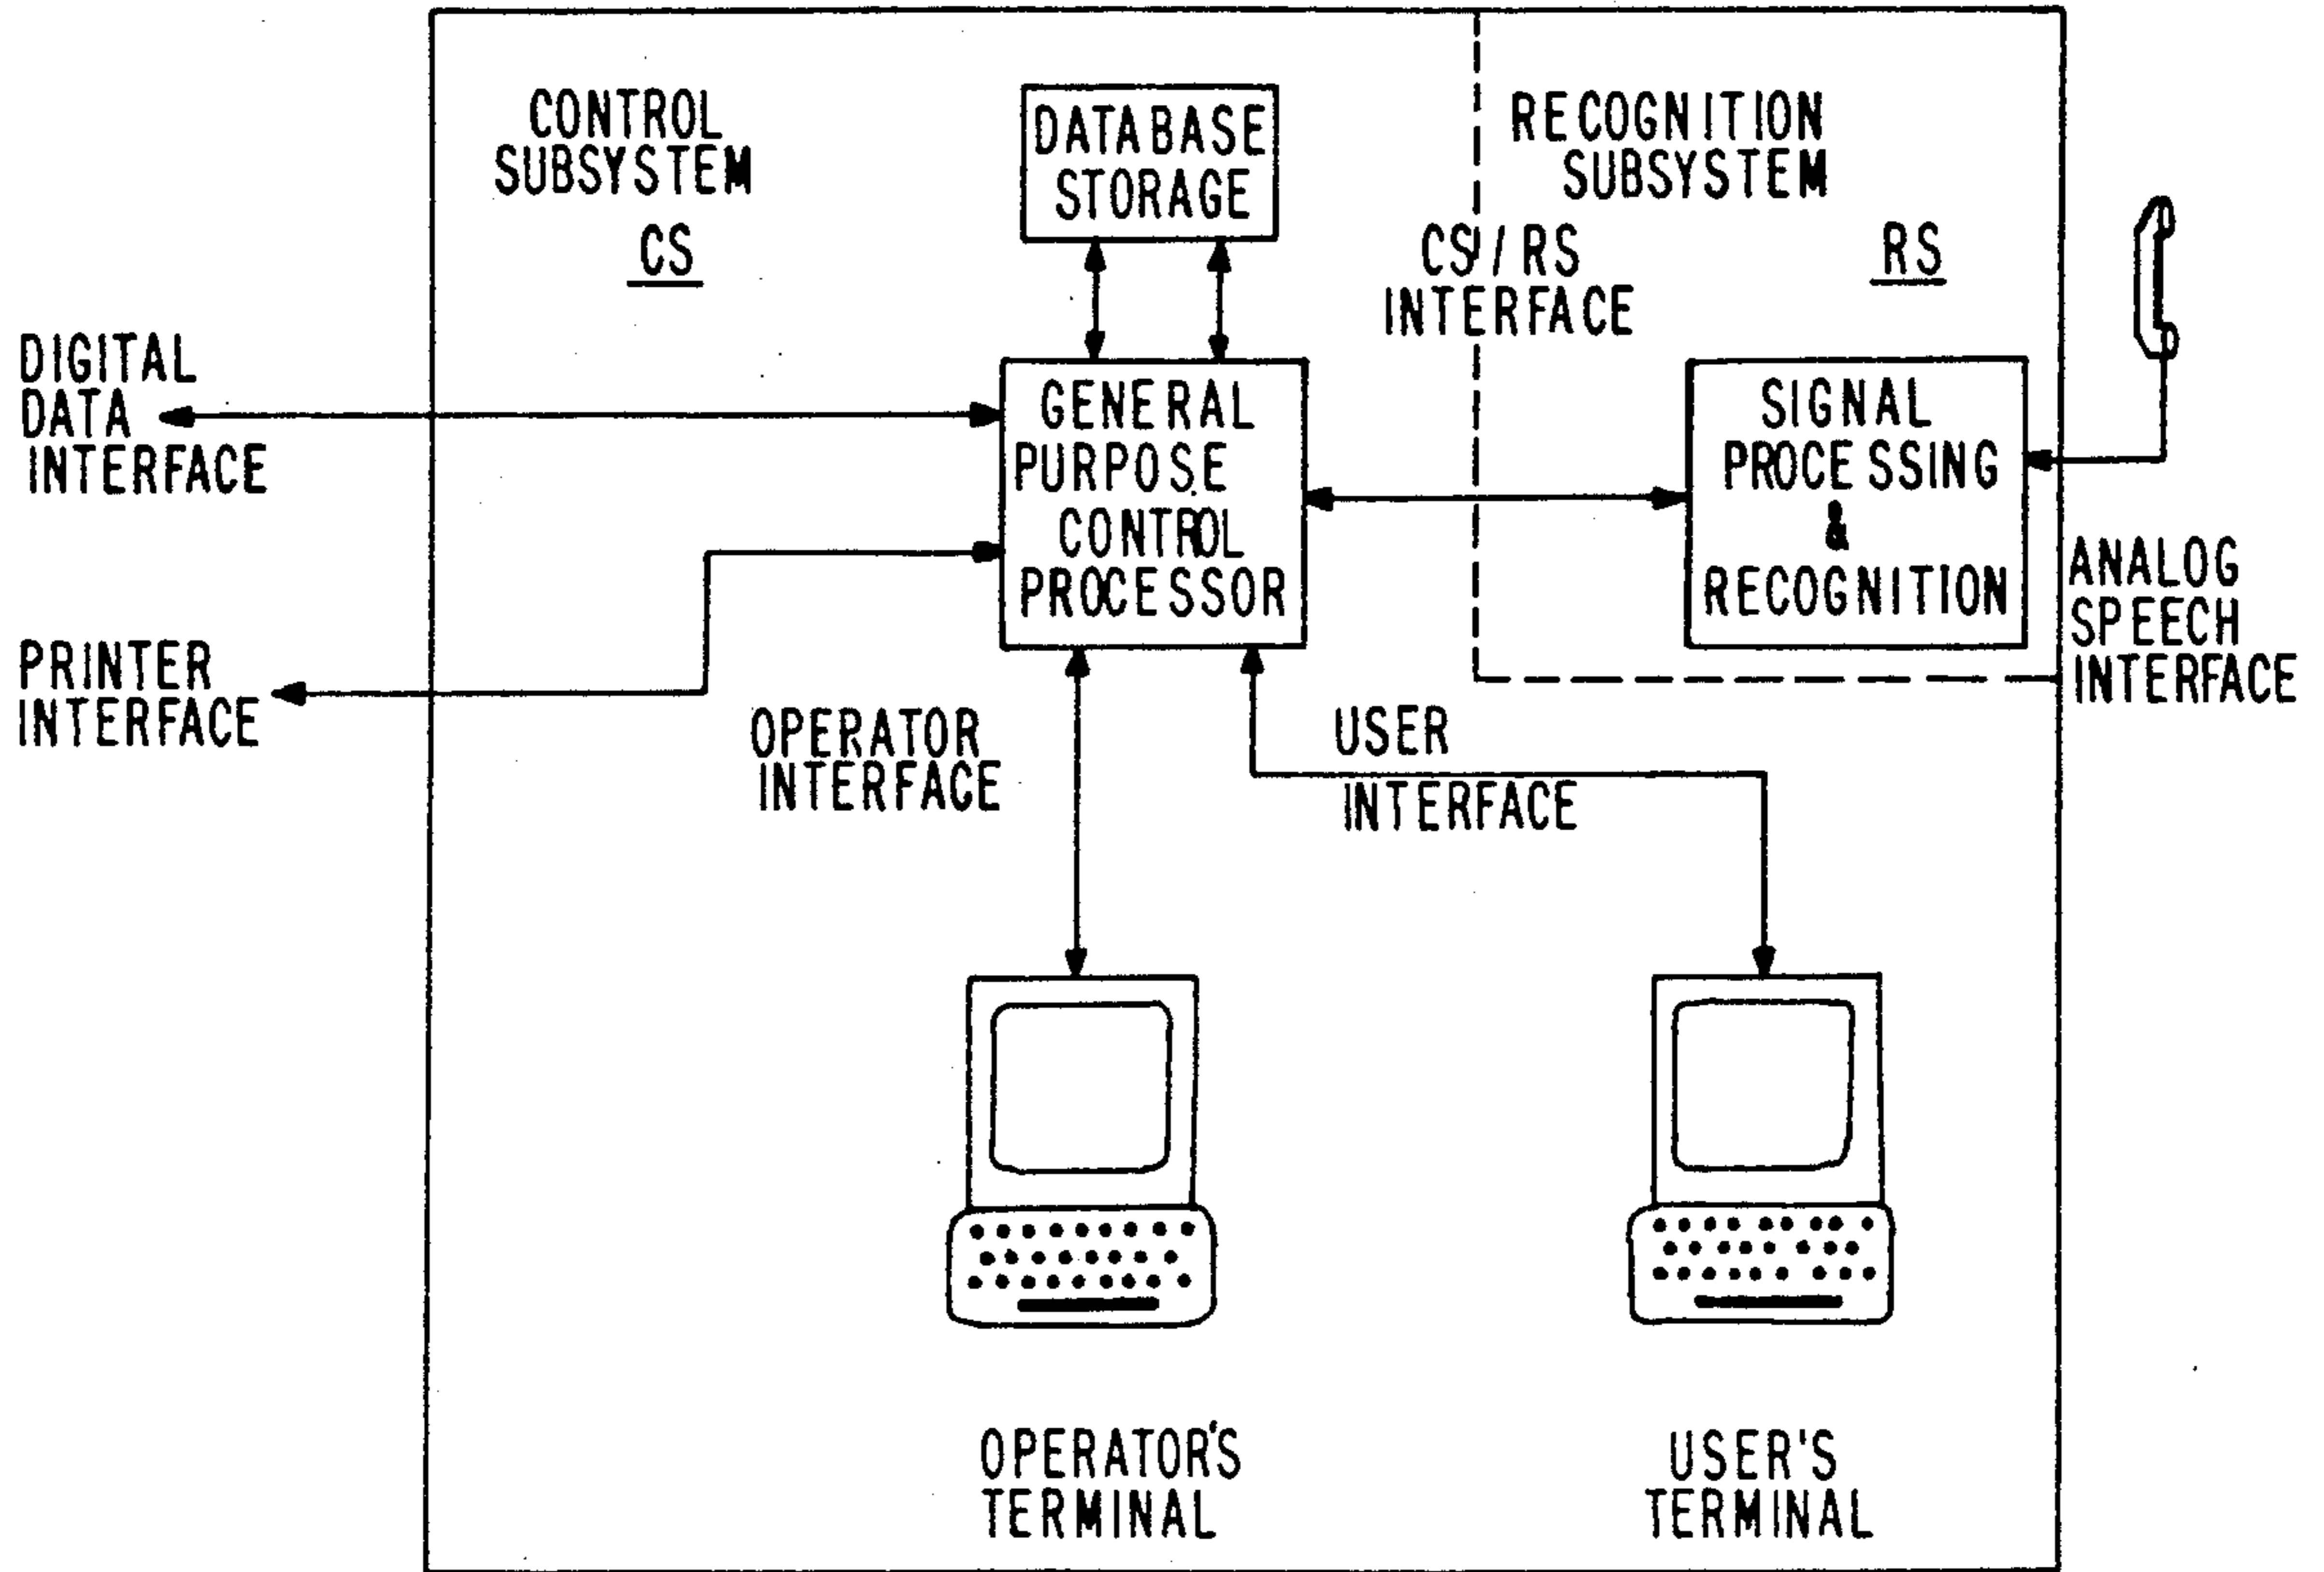 CONTROL
SUBSYSTEM
CS
DATABASE
STORAGE
RECOGNITION
SUBSYSTEM
RS
CS/RS
INTERFACE
DIGITAL
DATA
INTERFACE
GENERAL
PURPOSE
CONTROL
PROCESSOR
SIGNAL
PROCESSING
&
RECOGNITION
ANALOG
SPEECH
INTERFACE
PRINTER
INTERFACE
OPERATOR
INTERFACE
USER
INTERFACE
OPERATOR'S
TERMINAL
USER'S
TERMINAL